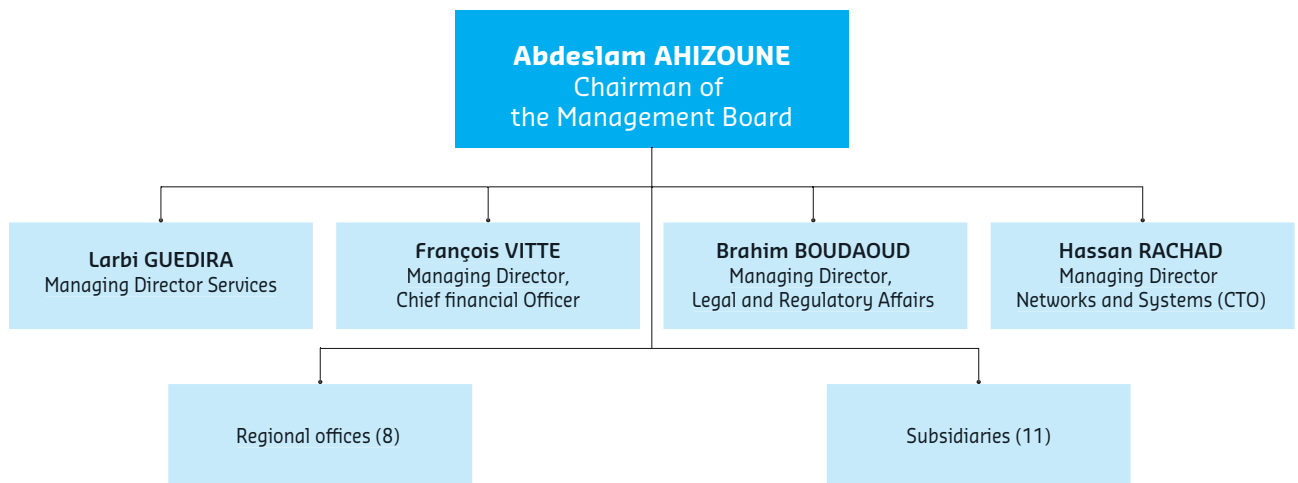 Abdeslam AHIZOUNE
Chairman of
the Management Board
Larbi GUEDIRA
Managing Director Services
François VITTE
Managing Director,
Chief financial Officer
Brahim BOUDAOUD
Managing Director,
Legal and Regulatory Affairs
Hassan RACHAD
Managing Director
Networks and Systems (CTO)
Regional offices (8)
Subsidiaries (11)